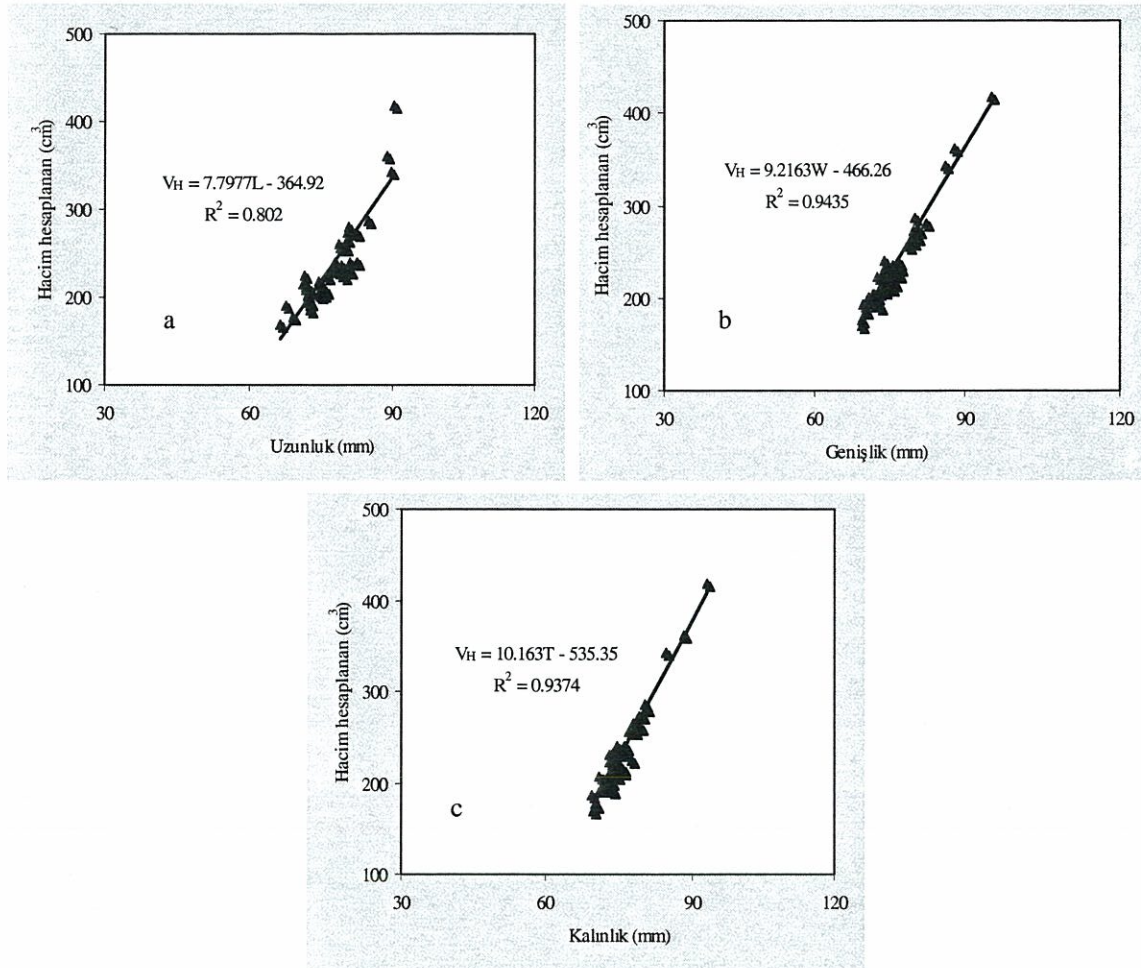 500
400
300
200
100
Hacim hesaplanan (cm³)
V_H = 7.7977L - 364.92
R² = 0.802
a
30 60 90 120
Uzunluk (mm)
500
400
300
200
100
Hacim hesaplanan (cm³)
V_H = 9.2163W - 466.26
R² = 0.9435
b
30 60 90 120
Genişlik (mm)
500
400
300
200
100
Hacim hesaplanan (cm³)
V_H = 10.163T - 535.35
R² = 0.9374
c
30 60 90 120
Kalınlık (mm)